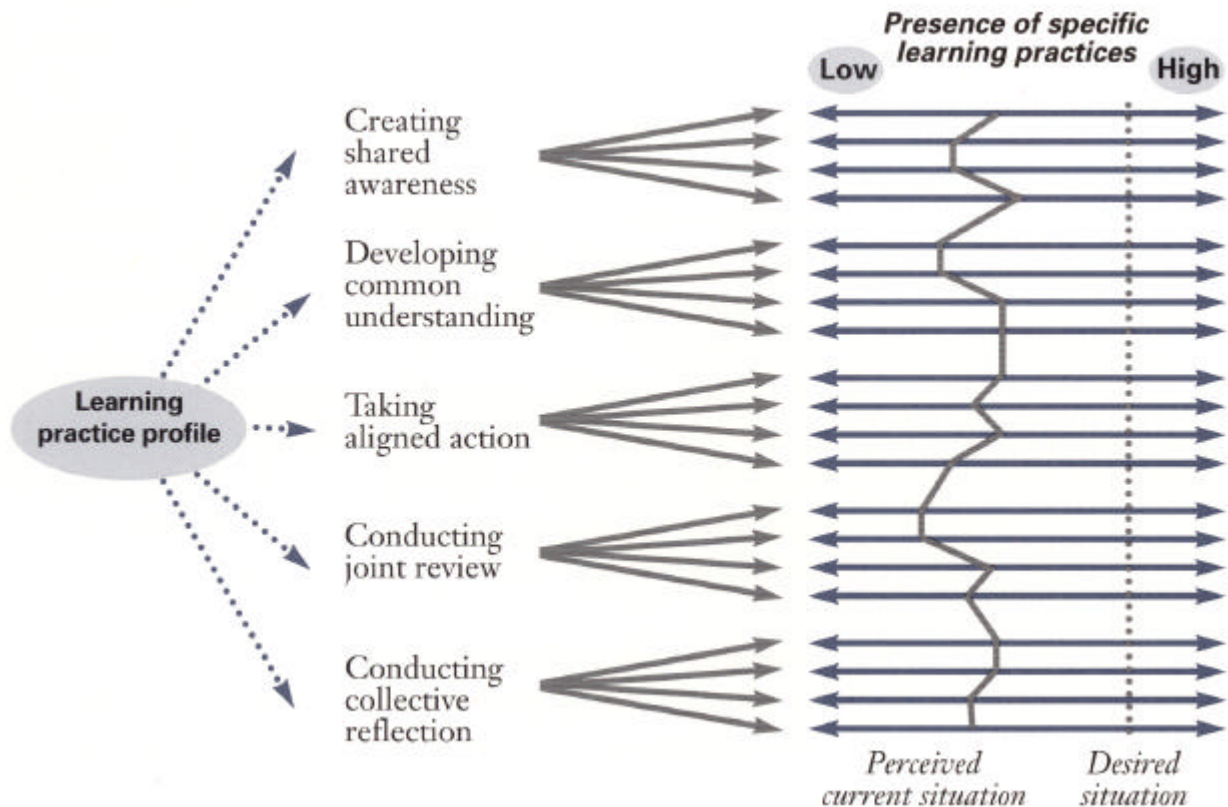 Presence of specific
learning practices
Low
High
Creating
shared
awareness
Developing
common
understanding
Learning
practice profile
Taking
aligned action
Conducting
joint review
Conducting
collective
reflection
Perceived
current situation
Desired
situation